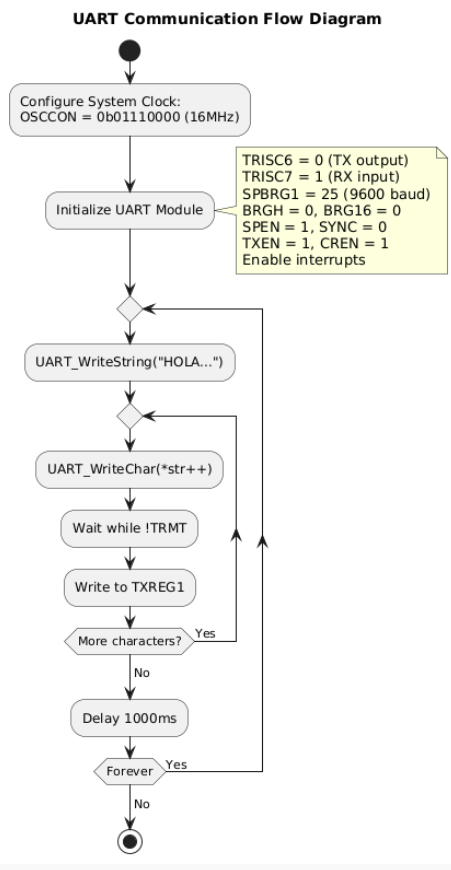 UART Communication Flow Diagram
Configure System Clock:
OSCCON = 0b01110000 (16MHz)
TRISC6 = 0 (TX output)
TRISC7 = 1 (RX input)
SPBRG1 = 25 (9600 baud)
BRGH = 0, BRG16 = 0
SPEN = 1, SYNC = 0
TXEN = 1, CREN = 1
Enable interrupts
Initialize UART Module
UART_WriteString("HOLA...")
UART_WriteChar(*str++)
Wait while !TRMT
Write to TXREG1
More characters?
Yes
No
Delay 1000ms
Forever
Yes
No